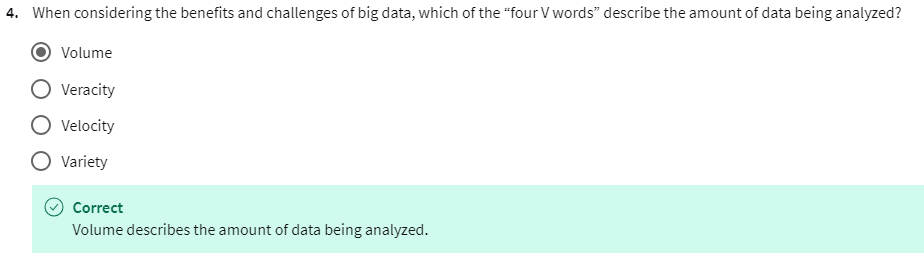 4. When considering the benefits and challenges of big data, which of the “four V words” describe the amount of data being analyzed?
Volume
Veracity
Velocity
Variety
Correct
Volume describes the amount of data being analyzed.